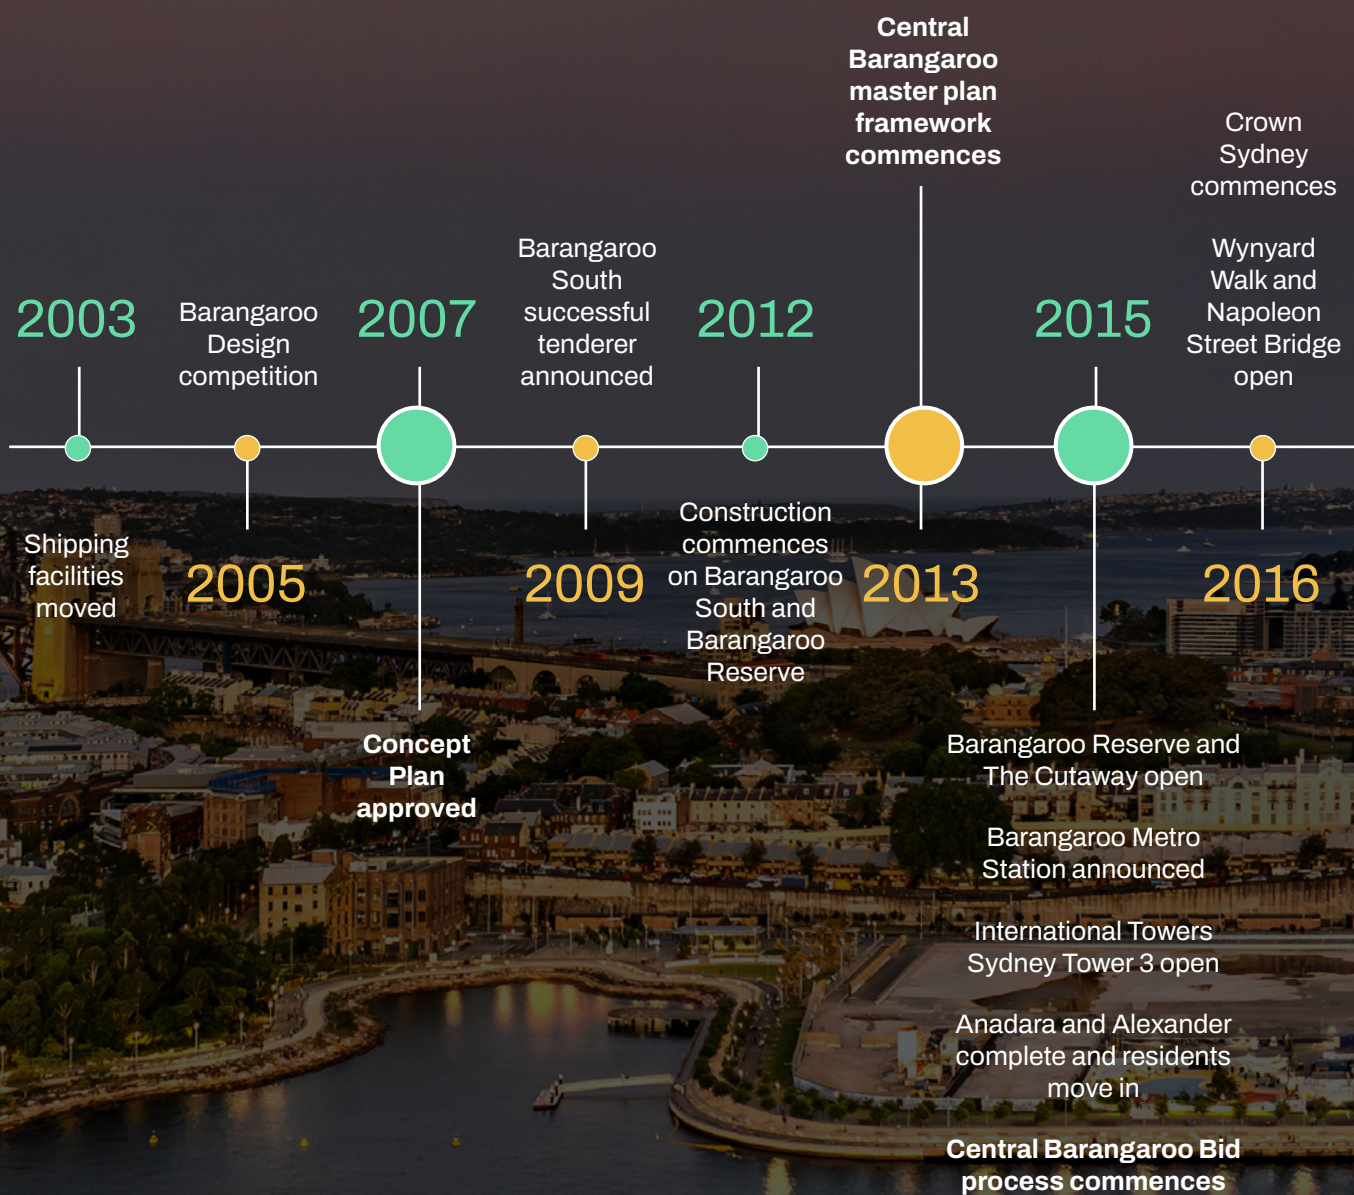 2003
Shipping
facilities
moved
Barangaroo
Design
competition
2005
2007
Concept
Plan
approved
Barangaroo
South
successful
tenderer
announced
2009
2012
Construction
commences
on Barangaroo
South and
Barangaroo
Reserve
Central
Barangaroo
master plan
framework
commences
2013
2015
Barangaroo Reserve and
The Cutaway open
Barangaroo Metro
Station announced
International Towers
Sydney Tower 3 open
Anadara and Alexander
complete and residents
move in
Central Barangaroo Bid
process commences
Crown
Sydney
commences
Wynyard
Walk and
Napoleon
Street Bridge
open
2016